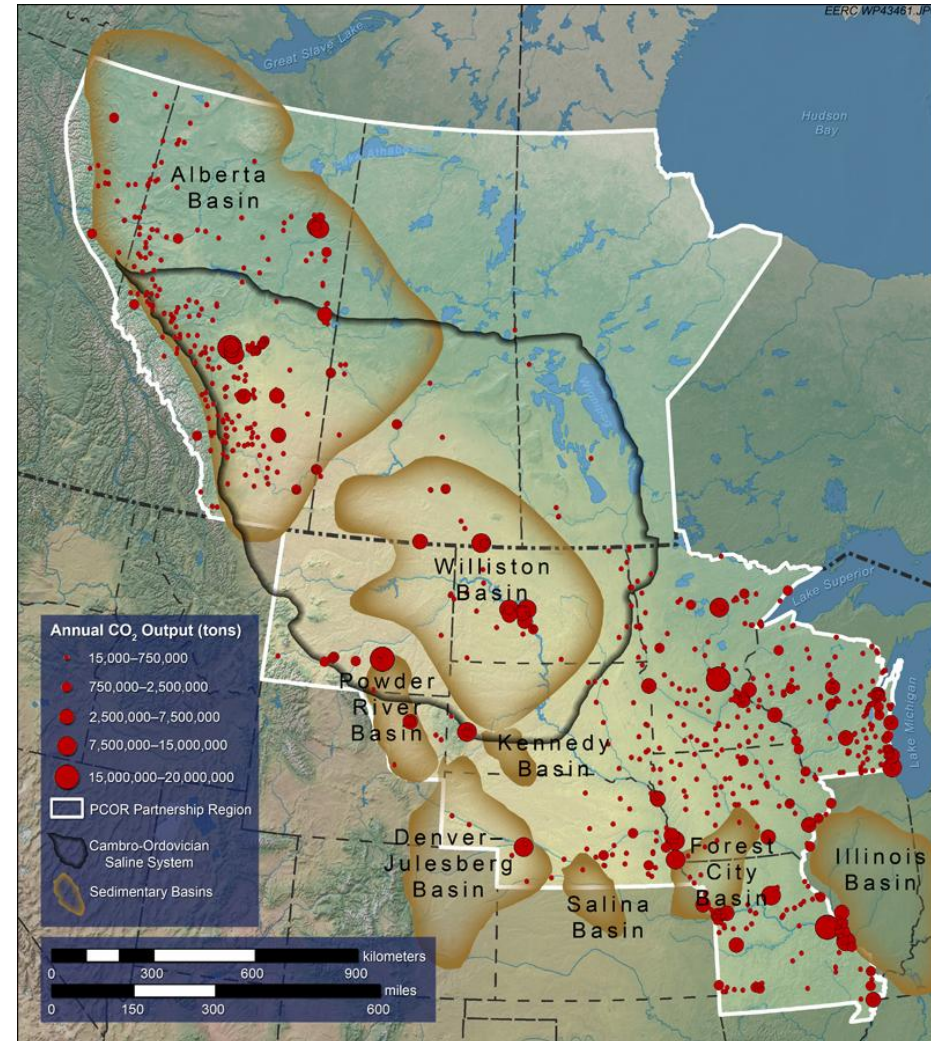 EERC WP43461.JP
Great Slave Lake
Hudson
Bay
Alberta
Basin
Williston
Basin
Lake Superior
Lake Michigan
Powder
River
Basin
Kennedy
Basin
Denver–
Julesberg
Basin
Salina
Basin
Forest
City
Basin
Illinois
Basin
Annual CO₂ Output (tons)
15,000–750,000
750,000–2,500,000
2,500,000–7,500,000
7,500,000–15,000,000
15,000,000–20,000,000
PCOR Partnership Region
Cambro-Ordovician
Saline System
Sedimentary Basins
kilometers
0 300 600 900
miles
0 150 300 600